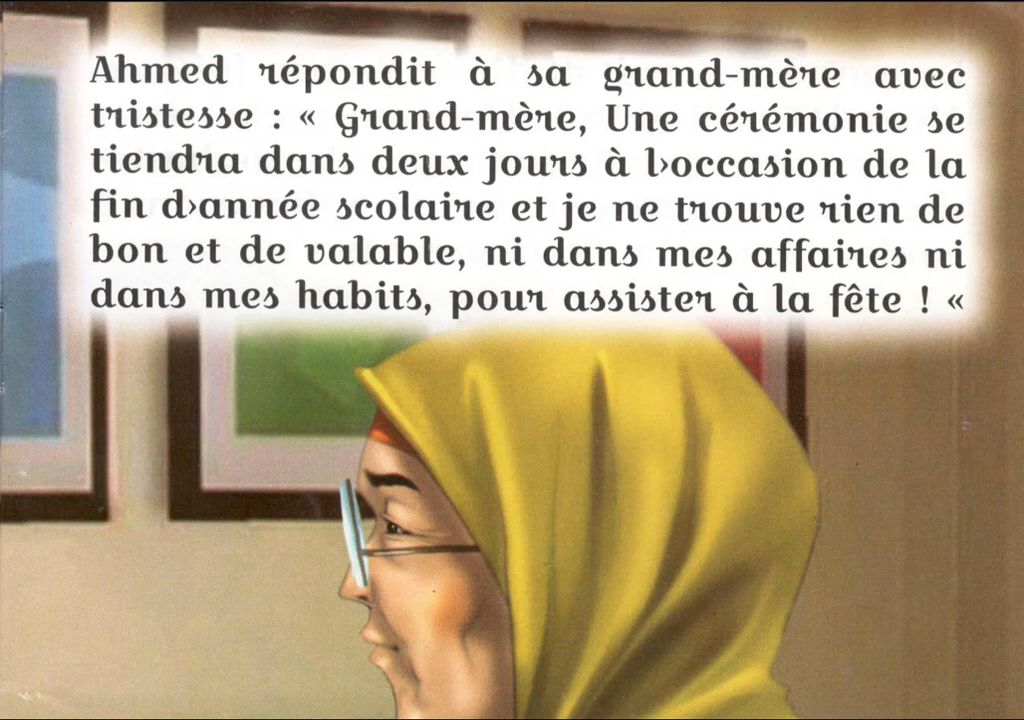 Ahmed répondit à sa grand-mère avec
tristesse : « Grand-mère, Une cérémonie se
tiendra dans deux jours à l›occasion de la
fin d›année scolaire et je ne trouve rien de
bon et de valable, ni dans mes affaires ni
dans mes habits, pour assister à la fête ! «